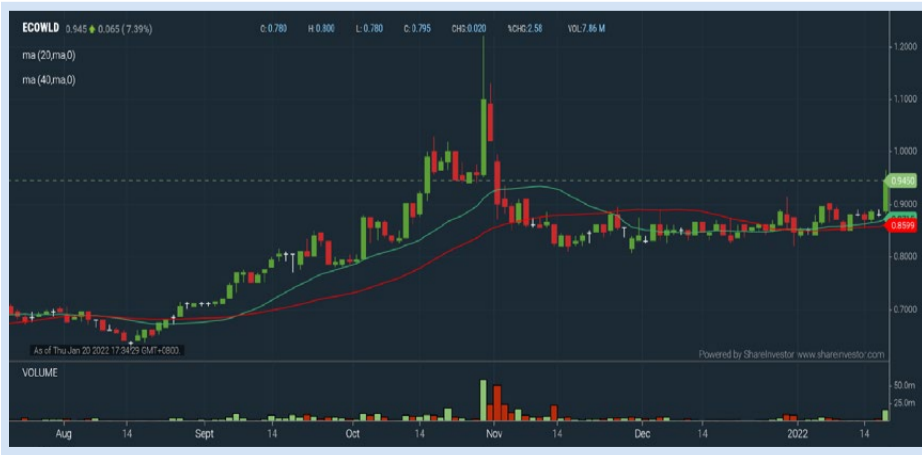 ECOWLD 0.945 0.065 (7.39%) O: 0.780 H: 0.800 L: 0.780 C: 0.795 CHG:0.020 %CHG:2.58 VOL:7.86 M
ma (20,ma,0)
ma (40,ma,0)
1.2000
1.1000
1.0000
0.9450
0.9000
0.8599
0.8000
0.7000
As of Thu Jan 20 2022 17:34:29 GMT+0800.
Powered by ShareInvestor www.shareinvestor.com
VOLUME
50.0m
25.0m
Aug 14 Sept 14 Oct 14 Nov 14 Dec 14 2022 14